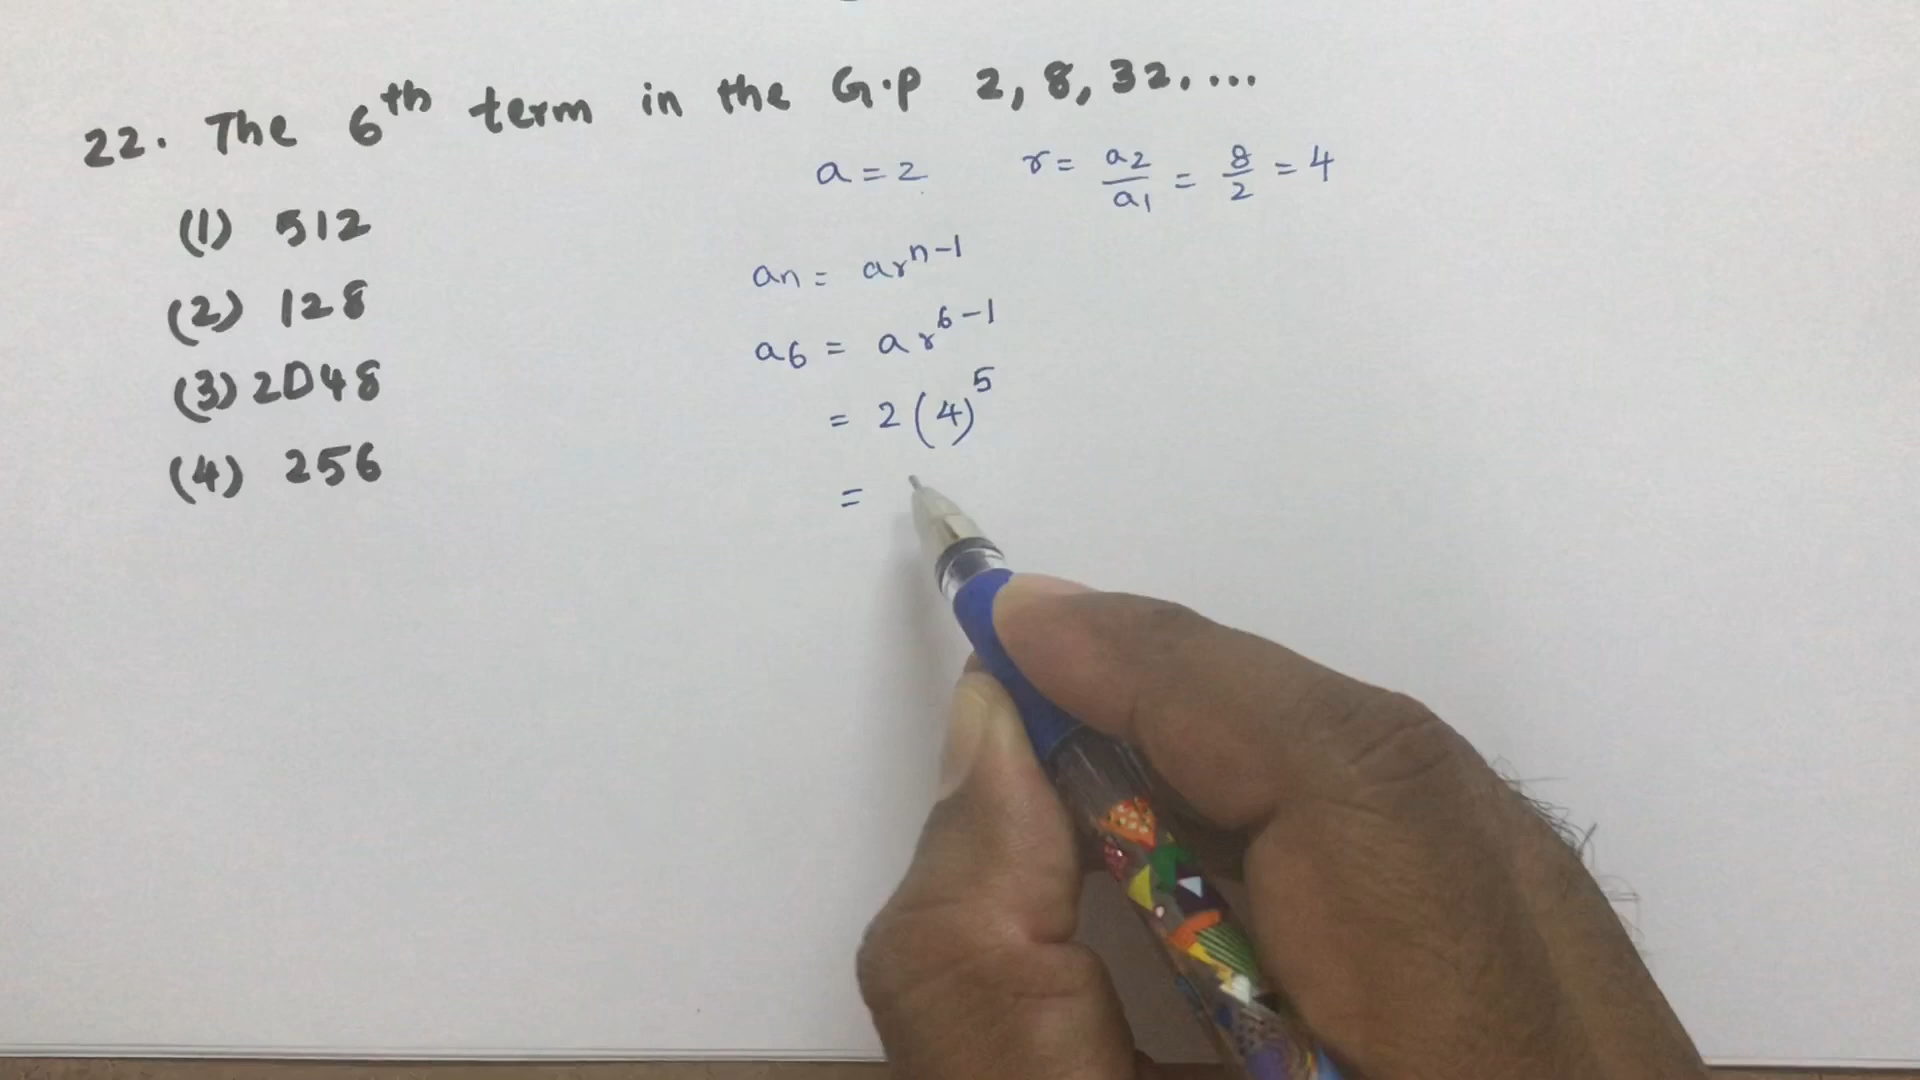 22. The 6th term in the G.P 2, 8, 32, ....
a = 2 r = a2/a1 = 8/2 = 4
(1) 512
(2) 128
(3) 2048
(4) 256
an = ar^n-1
a6 = ar^6-1
= 2(4)^5
=